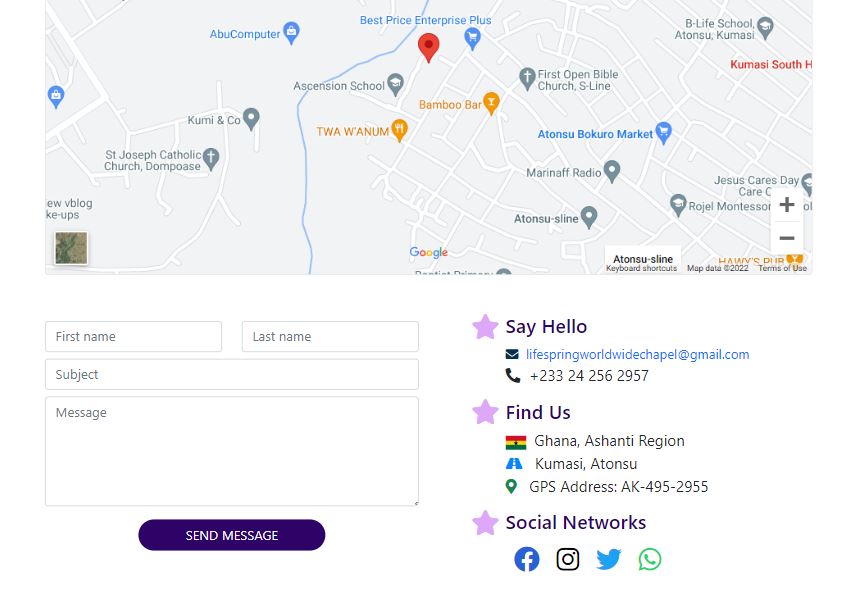 Best Price Enterprise Plus
AbuComputer
B-Life School,
Atonsu, Kumasi
Kumasi South H
Ascension School
First Open Bible
Church, S-Line
Bamboo Bar
Kumi & Co
TWA W'ANUM
Atonsu Bokuro Market
St Joseph Catholic
Church, Dompoase
Marinaff Radio
Jesus Cares Day
Care C
ew vblog
ke-ups
Rojel Montessor
ol
Atonsu-sline
Google
Atonsu-sline
HAWY'S PUB
Baptist Primary
Keyboard shortcuts Map data ©2022 Terms of Use
First name
Last name
Subject
Message
SEND MESSAGE
Say Hello
lifespringworldwidechapel@gmail.com
+233 24 256 2957
Find Us
Ghana, Ashanti Region
Kumasi, Atonsu
GPS Address: AK-495-2955
Social Networks